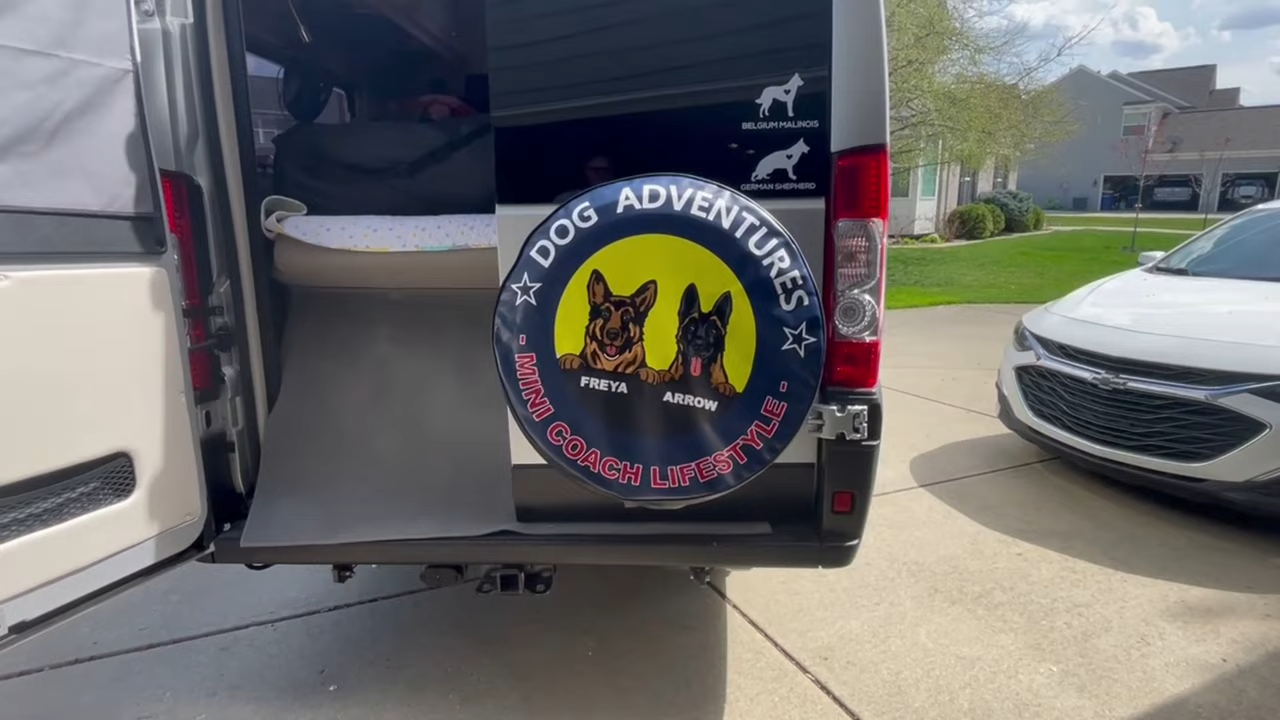 BELGIUM MALINOIS
GERMAN SHEPHERD
DOG ADVENTURES
FREYA
ARROW
- MINI COACH LIFESTYLE -